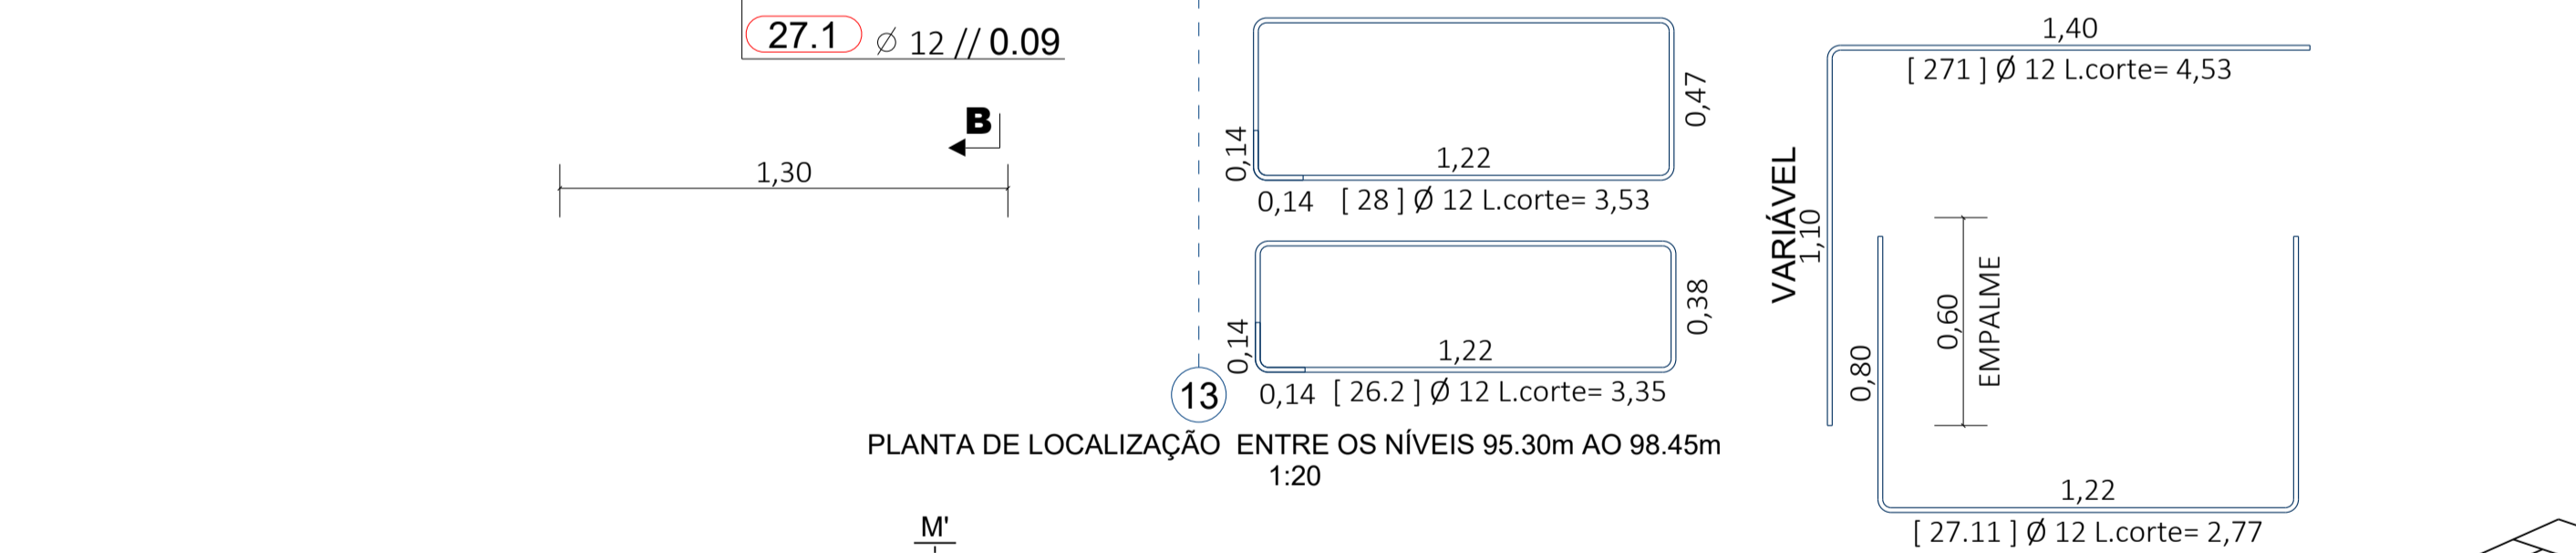 27.1 Ø 12 // 0.09
B
1,30
0,47
0,14
1,22
0,14 [ 28 ] Ø 12 L.corte= 3,53
0,38
0,14
1,22
0,14 [ 26.2 ] Ø 12 L.corte= 3,35
13
PLANTA DE LOCALIZAÇÃO ENTRE OS NÍVEIS 95.30m AO 98.45m
1:20
M'
1,40
[ 271 ] Ø 12 L.corte= 4,53
VARIÁVEL
1,10
0,80
0,60
EMPALME
1,22
[ 27.11 ] Ø 12 L.corte= 2,77